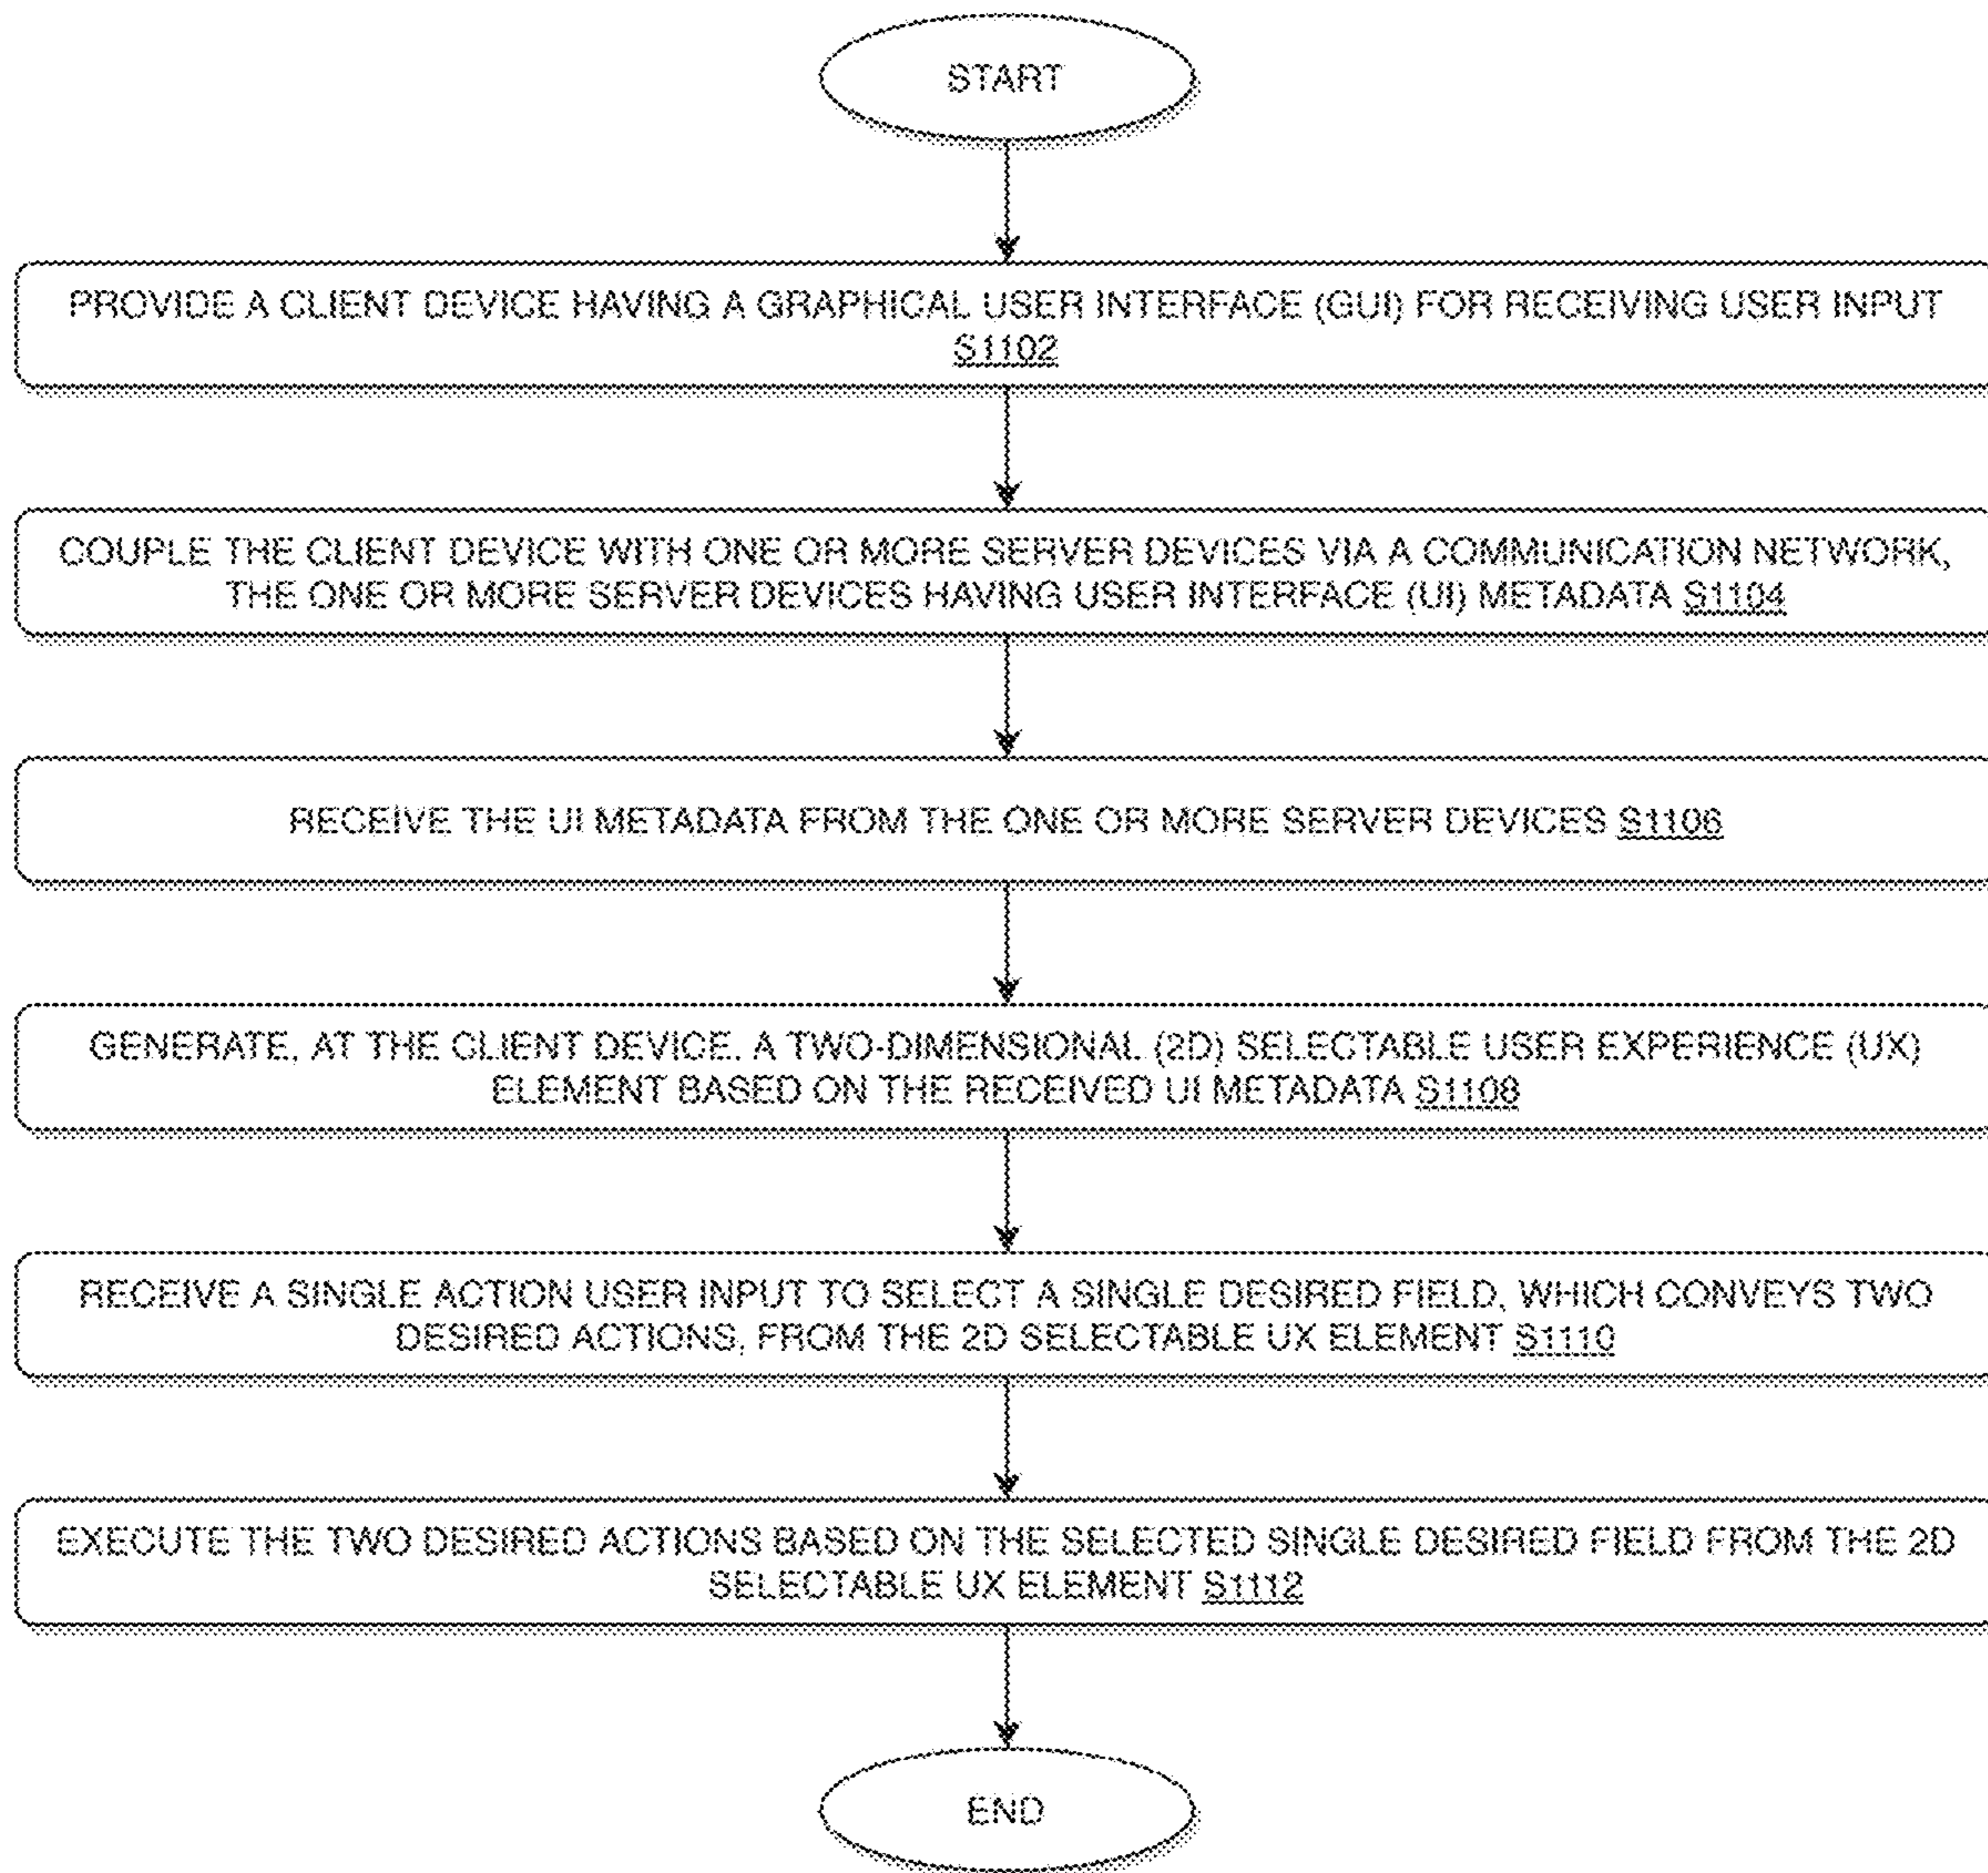 START
PROVIDE A CLIENT DEVICE HAVING A GRAPHICAL USER INTERFACE (GUI) FOR RECEIVING USER INPUT
S1102
COUPLE THE CLIENT DEVICE WITH ONE OR MORE SERVER DEVICES VIA A COMMUNICATION NETWORK,
THE ONE OR MORE SERVER DEVICES HAVING USER INTERFACE (UI) METADATA S1104
RECEIVE THE UI METADATA FROM THE ONE OR MORE SERVER DEVICES S1106
GENERATE, AT THE CLIENT DEVICE, A TWO-DIMENSIONAL (2D) SELECTABLE USER EXPERIENCE (UX)
ELEMENT BASED ON THE RECEIVED UI METADATA S1108
RECEIVE A SINGLE ACTION USER INPUT TO SELECT A SINGLE DESIRED FIELD, WHICH CONVEYS TWO
DESIRED ACTIONS, FROM THE 2D SELECTABLE UX ELEMENT S1110
EXECUTE THE TWO DESIRED ACTIONS BASED ON THE SELECTED SINGLE DESIRED FIELD FROM THE 2D
SELECTABLE UX ELEMENT S1112
END